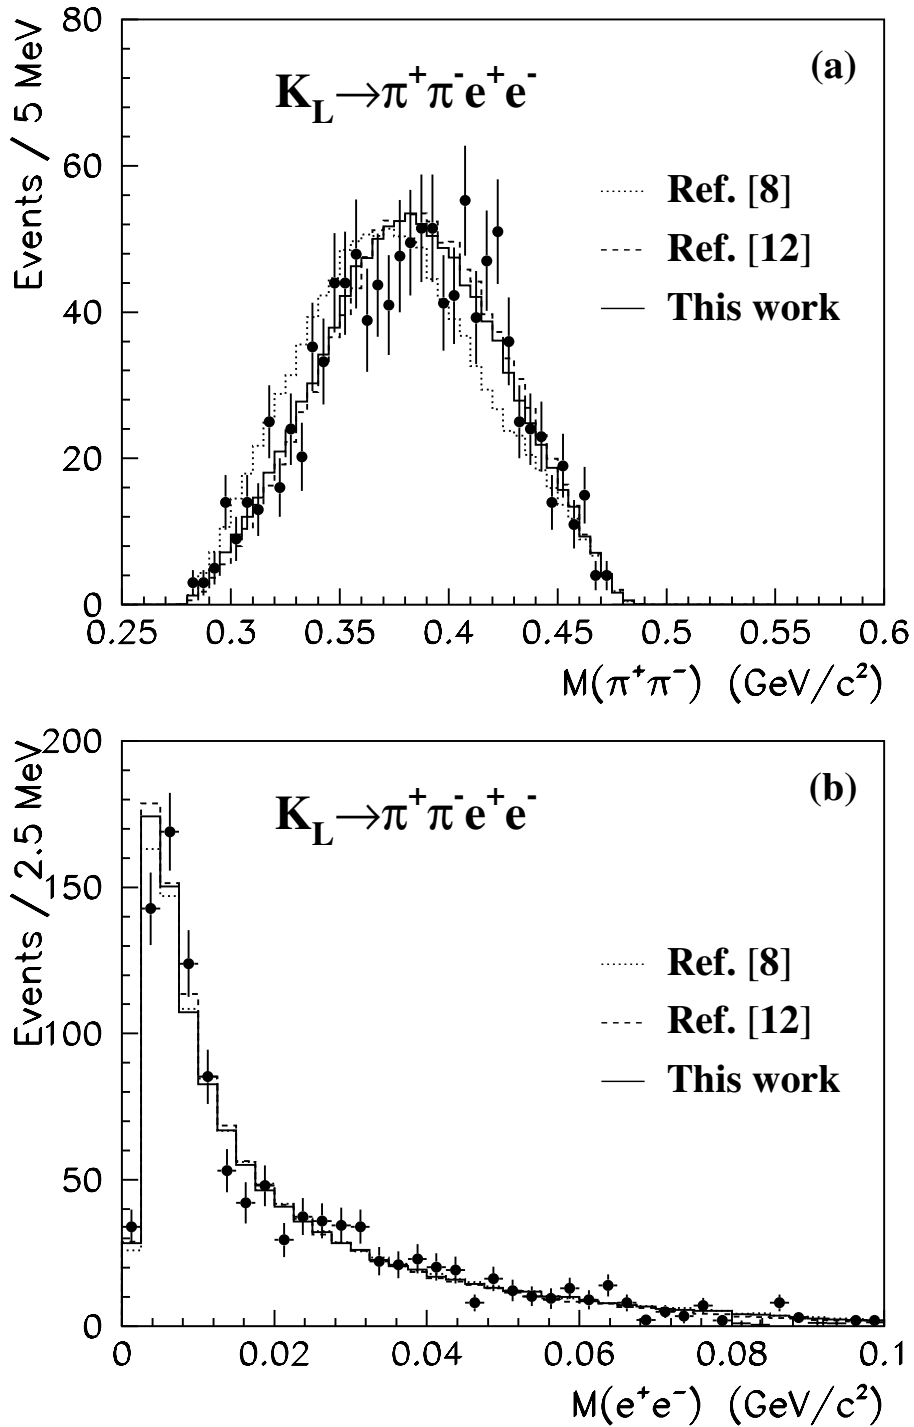 (a)
K_L→π⁺π⁻e⁺e⁻
Events / 5 MeV
80
60
40
20
0
Ref. [8]
Ref. [12]
This work
0.25 0.3 0.35 0.4 0.45 0.5 0.55 0.6
M(π⁺π⁻) (GeV/c²)
(b)
K_L→π⁺π⁻e⁺e⁻
Events / 2.5 MeV
200
150
100
50
0
Ref. [8]
Ref. [12]
This work
0 0.02 0.04 0.06 0.08 0.1
M(e⁺e⁻) (GeV/c²)